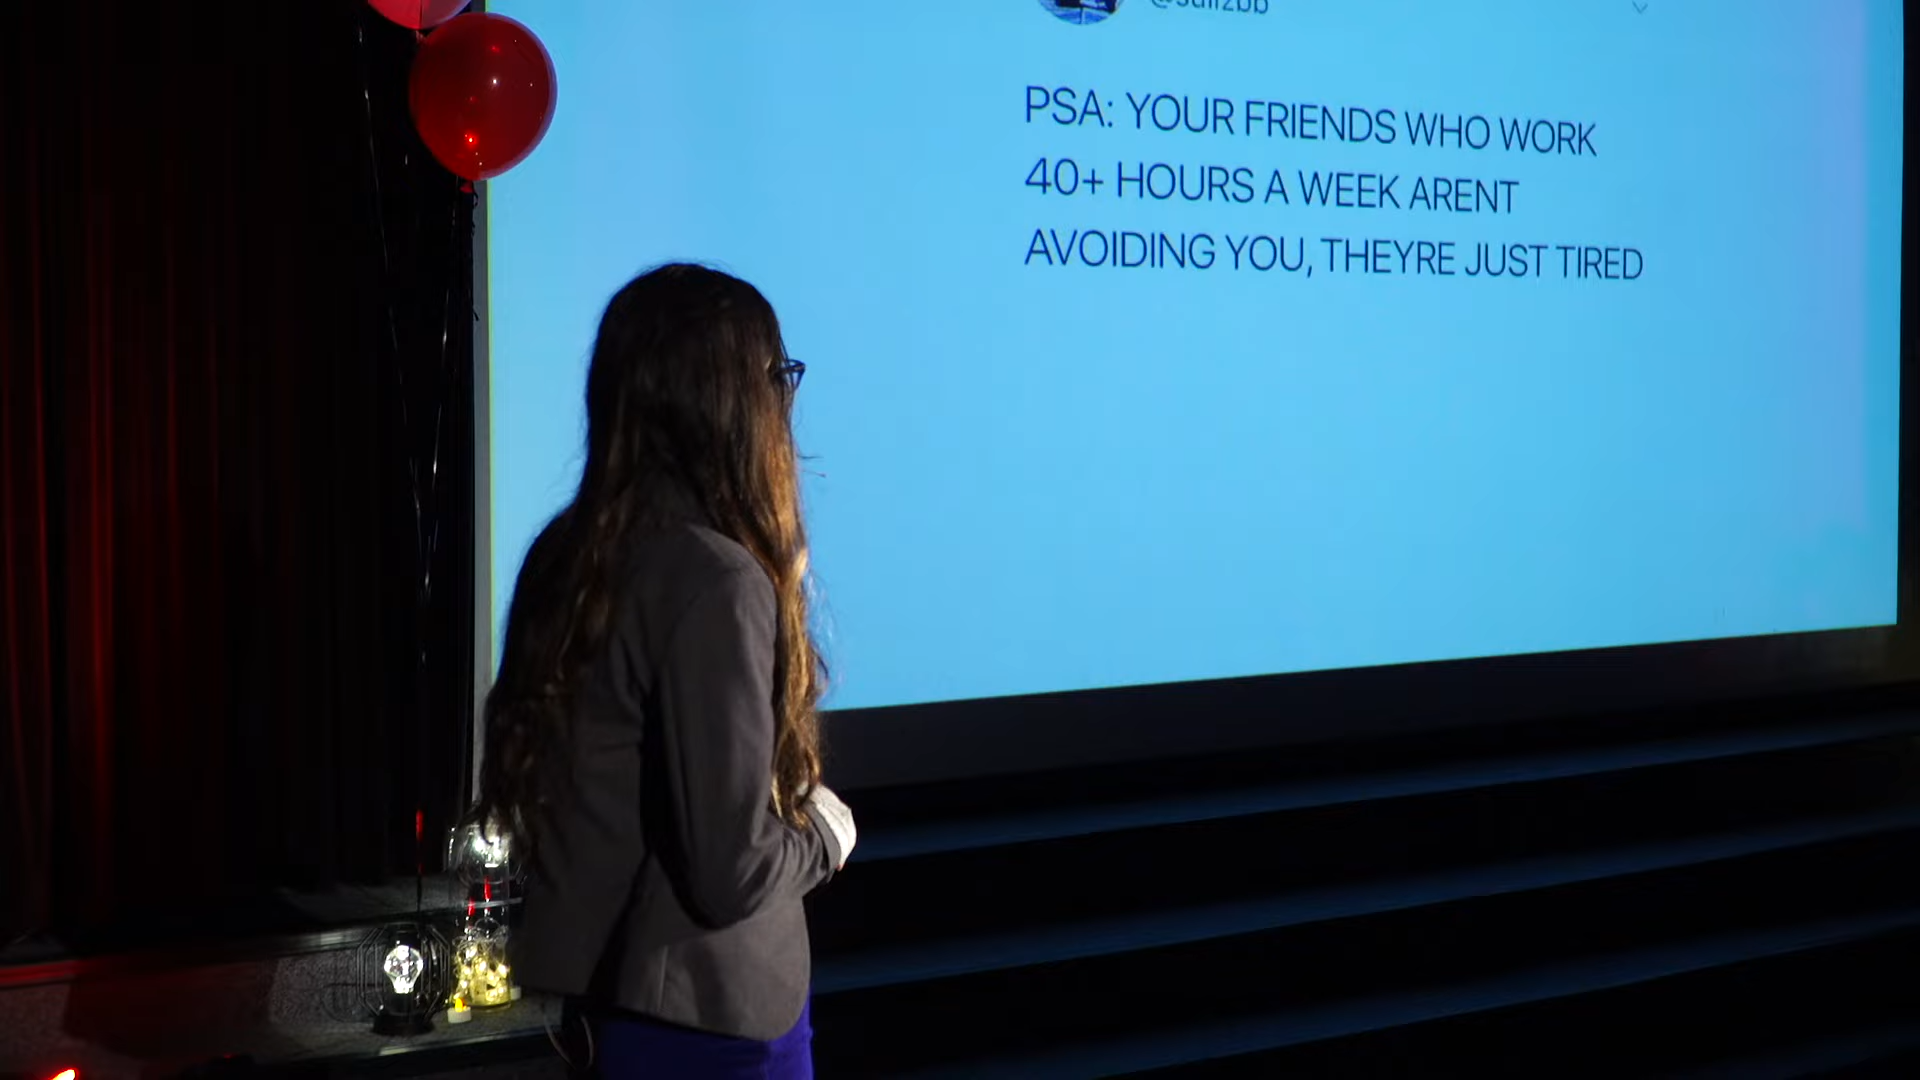 PSA: YOUR FRIENDS WHO WORK
40+ HOURS A WEEK ARENT
AVOIDING YOU, THEYRE JUST TIRED